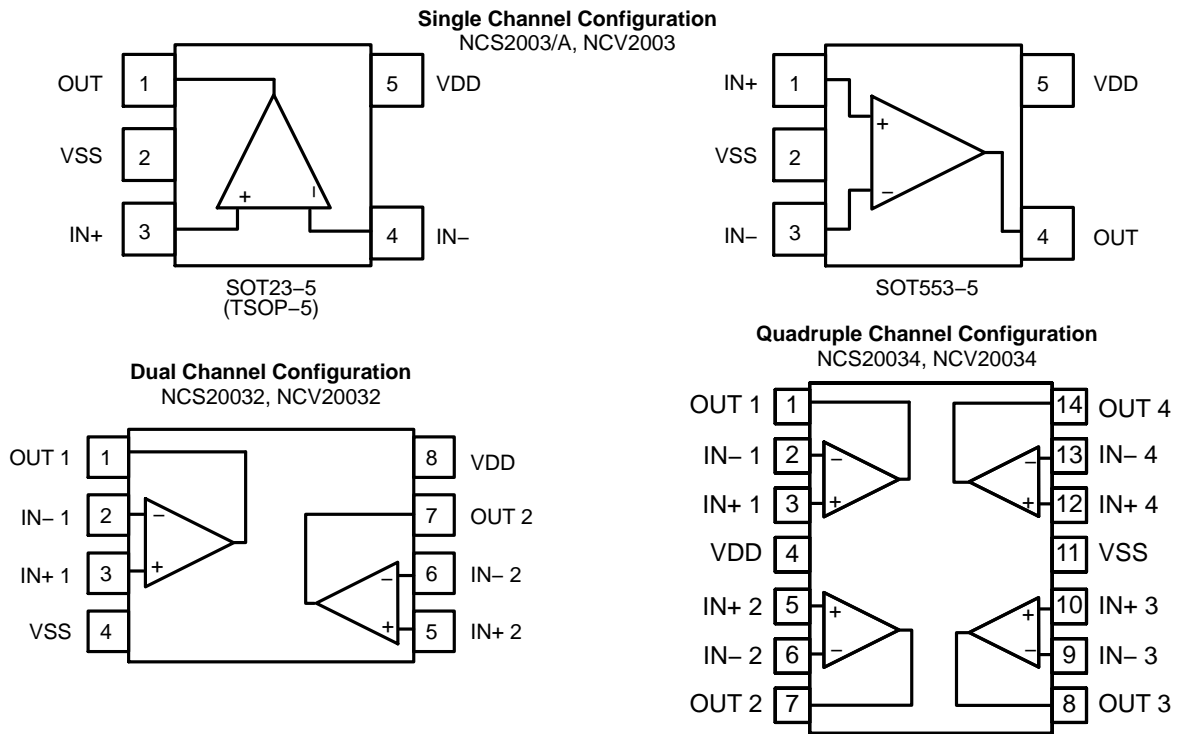 Single Channel Configuration
NCS2003/A, NCV2003
OUT 1
VSS 2
IN+ 3
5 VDD
4 IN−
+ −
SOT23−5
(TSOP−5)
IN+ 1
VSS 2
IN− 3
5 VDD
4 OUT
+
−
SOT553−5
Dual Channel Configuration
NCS20032, NCV20032
OUT 1 1
IN− 1 2
IN+ 1 3
VSS 4
8 VDD
7 OUT 2
6 IN− 2
5 IN+ 2
−
+
−
+
Quadruple Channel Configuration
NCS20034, NCV20034
OUT 1 1
IN− 1 2
IN+ 1 3
VDD 4
IN+ 2 5
IN− 2 6
OUT 2 7
14 OUT 4
13 IN− 4
12 IN+ 4
11 VSS
10 IN+ 3
9 IN− 3
8 OUT 3
−
+
−
+
+
−
+
−